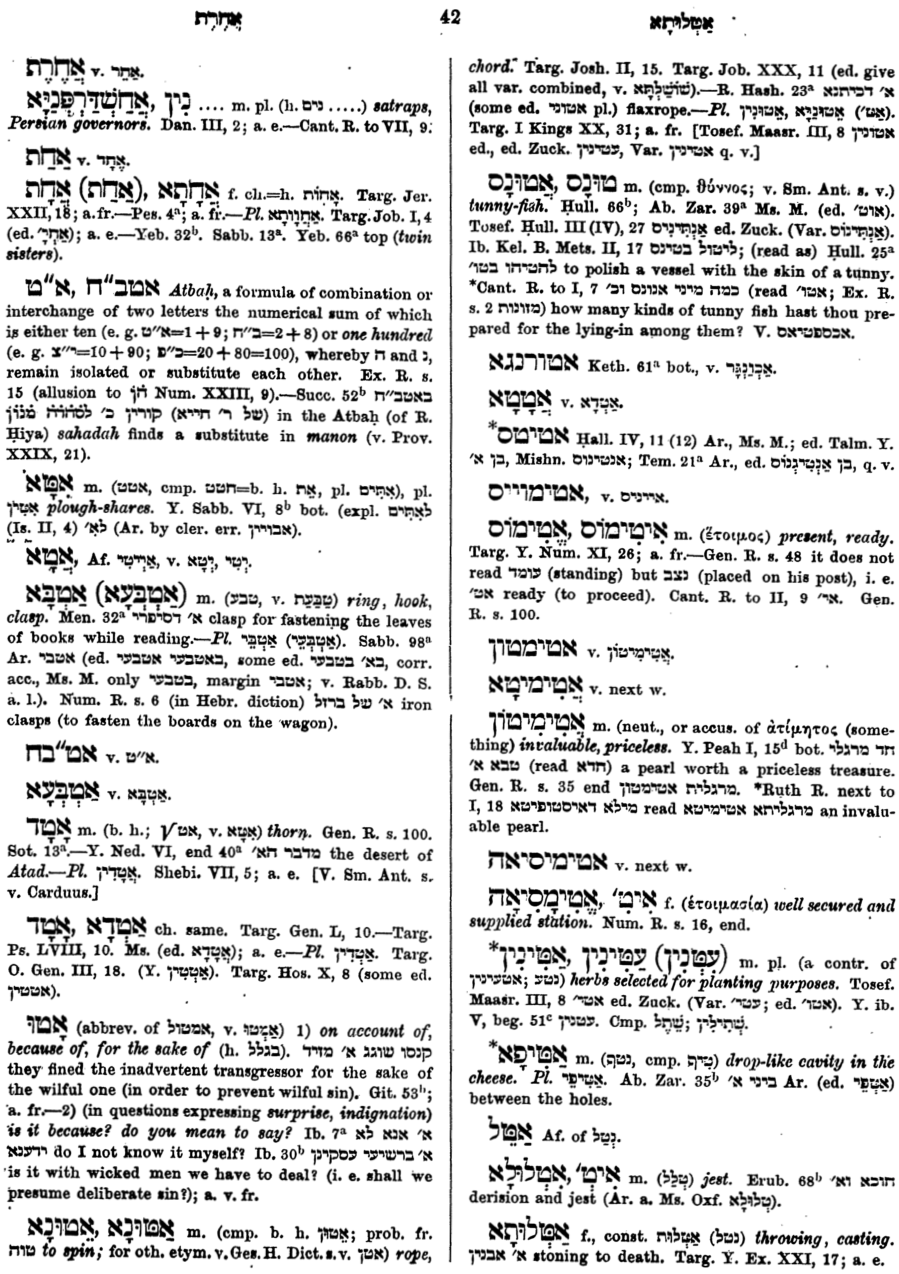 אֲחֶרֶת
42
אַטְלוּתָא
אֲחֶרֶת v. אַחֵר.
אֲחַשְׁדַּרְפְּנַיָּא, נִין .... m. pl. (h. נים .....) satraps,
Persian governors. Dan. III, 2; a. e.—Cant. R. to VII, 9.
אַחַת v. אֶחָד.
אֲחָת (אֲחַת), אֲחָתָא f. ch.=h. אָחוֹת. Targ. Jer.
XXII, 18; a. fr.—Pes. 4ᵃ; a. fr.—Pl. אַחְוָותָא. Targ. Job. I, 4
(ed. אַחְיָ'); a. e.—Yeb. 32ᵇ. Sabb. 13ᵃ. Yeb. 66ᵃ top (twin
sisters).
א"ט, אטב"ח Atbaḥ, a formula of combination or
interchange of two letters the numerical sum of which
is either ten (e. g. א"ט=1+9; ב"ח=2+8) or one hundred
(e. g. י"צ=10+90; כ"פ=20+80=100), whereby ה and נ,
remain isolated or substitute each other. Ex. R. s.
15 (allusion to הֶן Num. XXIII, 9).—Succ. 52ᵇ באטב"ח
(של ר' חייא) קורין כ' לסהדה מנון in the Atbaḥ (of R.
Ḥiya) sahadah finds a substitute in manon (v. Prov.
XXIX, 21).
אִטָּא m. (אטט, cmp. חטט=b. h. אֵת, pl. אִתִּים), pl.
אִטִּין plough-shares. Y. Sabb. VI, 8ᵇ bot. (expl. לְאִתִּים
(Is. II, 4) לְא' (Ar. by cler. err. אבויין).
אֲטָא, Af. אַיְיטֵי, v. יְטָא, יְטֵי.
אַטְבָּא (אַטְבְּעָא) m. (טבע, v. טַבַּעַת) ring, hook,
clasp. Men. 32ᵃ א' דסיפרי clasp for fastening the leaves
of books while reading.—Pl. אַטְבֵּי (אַטְבְּעֵי). Sabb. 98ᵃ
Ar. אטבי (ed. באטבעי אטבעי, some ed. בא' בטבעי, corr.
acc., Ms. M. only בטבעי, margin אטבי; v. Rabb. D. S.
a. l.). Num. R. s. 6 (in Hebr. diction) א' של ברזל iron
clasps (to fasten the boards on the wagon).
אט"בח v. א"ט.
אַטְבְּעָא v. אַטְבָּא.
אָטָד m. (b. h.; √אט, v. אֲטָא) thorn. Gen. R. s. 100.
Sot. 13ᵃ.—Y. Ned. VI, end 40ᵃ מדבר הא' the desert of
Atad.—Pl. אֲטָדִין. Shebi. VII, 5; a. e. [V. Sm. Ant. s.
v. Carduus.]
אֲטָד, אַטְדָא ch. same. Targ. Gen. L, 10.—Targ.
Ps. LVIII, 10. Ms. (ed. אֲטָדָא); a. e.—Pl. אֲטָדִין. Targ.
O. Gen. III, 18. (Y. אֲטָטִין). Targ. Hos. X, 8 (some ed.
אטטין).
אַטּוּ (abbrev. of אמטול, v. אַמְטוּ) 1) on account of,
because of, for the sake of (h. בגלל). קנסו שוגג א' מזיד
they fined the inadvertent transgressor for the sake of
the wilful one (in order to prevent wilful sin). Git. 53ᵇ;
a. fr.—2) (in questions expressing surprise, indignation)
is it because? do you mean to say? Ib. 7ᵃ א' אנא לא
ידענא do I not know it myself? Ib. 30ᵇ א' ברשיעי עסקינן
is it with wicked men we have to deal? (i. e. shall we
presume deliberate sin?); a. v. fr.
אַטּוּנָא, אֲטוּנָא m. (cmp. b. h. אֵטוּן; prob. fr.
טוה to spin; for oth. etym. v. Ges. H. Dict. s. v. אטן) rope,
chord. Targ. Josh. II, 15. Targ. Job. XXX, 11 (ed. give
all var. combined, v. שׁוֹשַׁלְתָּא).—R. Hash. 23ᵃ א' דכיתנא
(some ed. אטוני pl.) flaxrope.—Pl. אַטוּנַיָּא, אַטוּנִין (אט').
Targ. I Kings XX, 31; a. fr. [Tosef. Maasr. III, 8 אטונין
ed., ed. Zuck. עטינין, Var. אטינין q. v.]
אֲטוּנָס, טוּנָס m. (cmp. θύννος; v. Sm. Ant. s. v.)
tunny-fish. Ḥull. 66ᵇ; Ab. Zar. 39ᵃ Ms. M. (ed. אוט').
Tosef. Ḥull. III (IV), 27 אַנְתִּינִיס ed. Zuck. (Var. אַנְתִּינוֹס).
Ib. Kel. B. Mets. II, 17 ליטול בטינס; (read as) Ḥull. 25ᵃ
להטיחו בטו' to polish a vessel with the skin of a tunny.
*Cant. R. to I, 7 כמה מיני אנונס וכ' (read אטו'; Ex. R.
s. 2 מזונות) how many kinds of tunny fish hast thou pre-
pared for the lying-in among them? V. אכספטיאס.
אטורנגא Keth. 61ᵃ bot., v. אַכְוַנְגָּר.
אֲטָטָא v. אַטְדָא.
*אטיטס Ḥall. IV, 11 (12) Ar., Ms. M.; ed. Talm. Y.
בן א', Mishn. אנטינוס; Tem. 21ᵃ Ar., ed. בן אַנְטִיגְנוֹס, q. v.
אטימוייס, v. אייניס.
אֲטִימוֹס, אִיטִימוֹס m. (ἕτοιμος) present, ready.
Targ. Y. Num. XI, 26; a. fr.—Gen. R. s. 48 it does not
read עומד (standing) but נצב (placed on his post), i. e.
אט' ready (to proceed). Cant. R. to II, 9 אי'. Gen.
R. s. 100.
אטימטון v. אֲטִימִיטוֹן.
אֲטִימִיטָא v. next w.
אֲטִימִיטוֹן m. (neut., or accus. of ἀτίμητος (some-
thing) invaluable, priceless. Y. Peah I, 15ᵈ bot. חד מרגלי
טבא א' (read חדא) a pearl worth a priceless treasure.
Gen. R. s. 35 end מרגלית אטימטון. *Ruth R. next to
I, 18 מילא דאיסטופיטא read מרגליתא אטימיטא an invalu-
able pearl.
אטימיסיאה v. next w.
אֲטִימָסִיָאה, אִיטִ' f. (ἑτοιμασία) well secured and
supplied station. Num. R. s. 16, end.
*אַטִּינִין, עַטִּינִין (עִטִּנִין) m. pl. (a contr. of
אטעינין; נטע) herbs selected for planting purposes. Tosef.
Maasr. III, 8 אטי' ed. Zuck. (Var. עטי'; ed. אטו'). Y. ib.
V, beg. 51ᶜ עטנין. Cmp. שְׁתִילִין; שֶׁתֶל.
*אַטִּיפָא m. (נטף, cmp. טִיף) drop-like cavity in the
cheese. Pl. אַטִּיפֵי. Ab. Zar. 35ᵇ ביני א' Ar. (ed. אַטְפֵי)
between the holes.
אַטֵּל Af. of נְטַל.
אִטְלוּלָא, אִיטְ' m. (טְלַל) jest. Erub. 68ᵇ חוכא וא'
derision and jest (Ar. a. Ms. Oxf. טְלוּלָא).
אַטְלוּתָא f., const. אַטְלוּת (נטל) throwing, casting.
א' אבנין stoning to death. Targ. Y. Ex. XXI, 17; a. e.